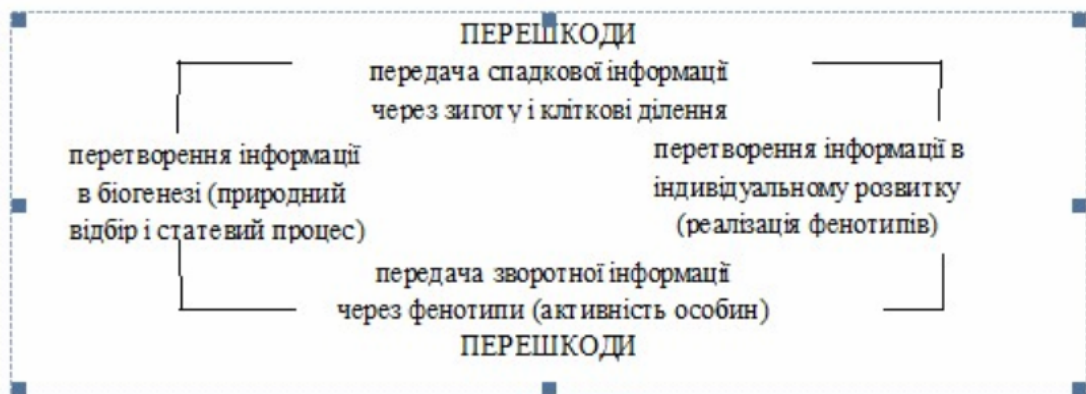 ПЕРЕШКОДИ
передача спадкової інформації
через зиготу і кліткові ділення
перетворення інформації
в біогенезі (природний
відбір і статевий процес)
перетворення інформації в
індивідуальному розвитку
(реалізація фенотипів)
передача зворотної інформації
через фенотипи (активність особин)
ПЕРЕШКОДИ